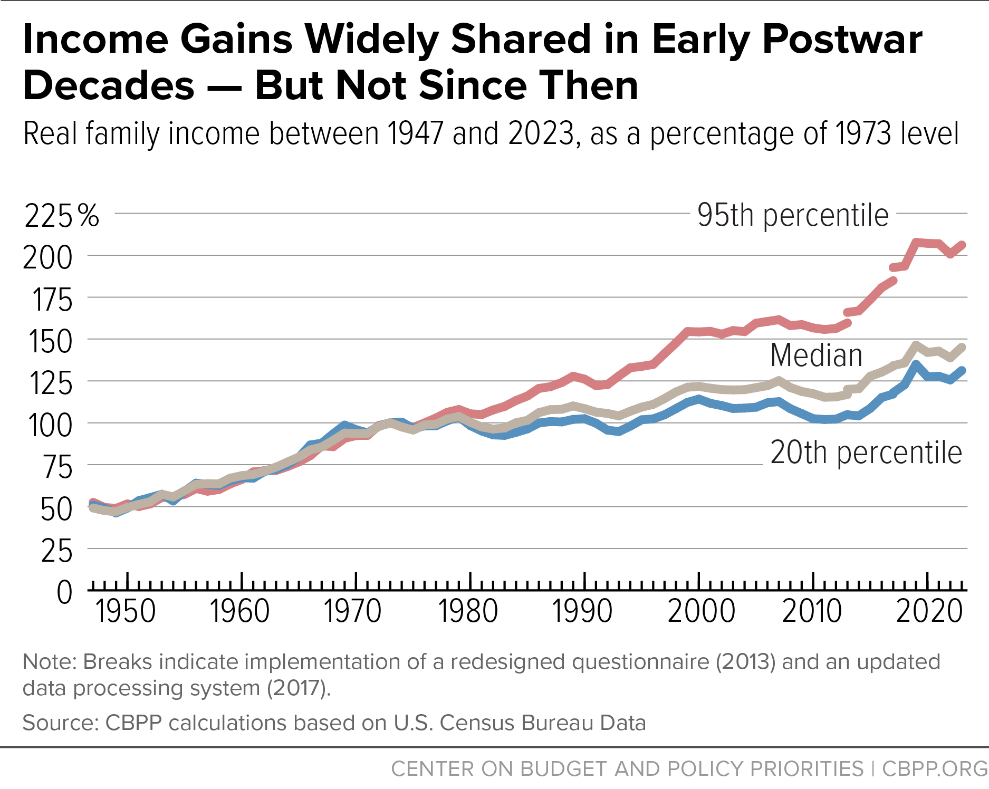 Income Gains Widely Shared in Early Postwar
Decades — But Not Since Then
Real family income between 1947 and 2023, as a percentage of 1973 level
225%
95th percentile
200
175
150
Median
125
100
75
20th percentile
50
25
0
1950 1960 1970 1980 1990 2000 2010 2020
Note: Breaks indicate implementation of a redesigned questionnaire (2013) and an updated
data processing system (2017).
Source: CBPP calculations based on U.S. Census Bureau Data
CENTER ON BUDGET AND POLICY PRIORITIES | CBPP.ORG